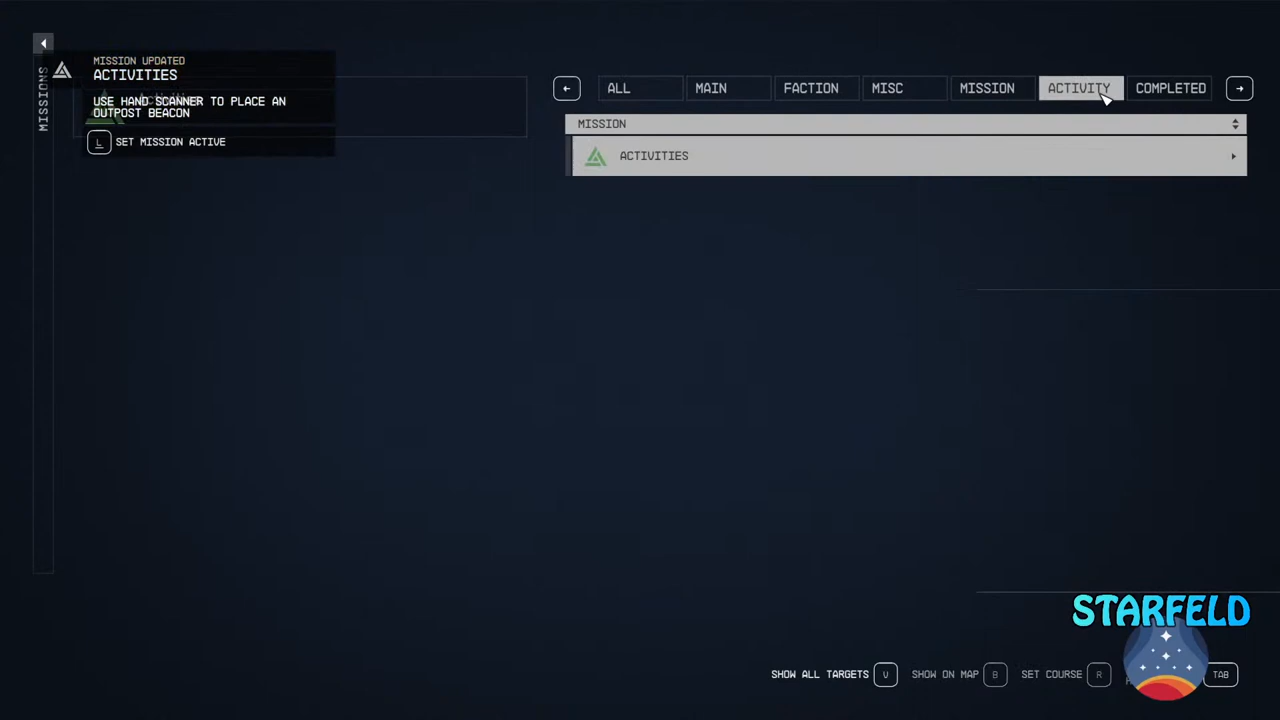 MISSIONS
MISSION UPDATED
ACTIVITIES
USE HAND SCANNER TO PLACE AN
OUTPOST BEACON
L SET MISSION ACTIVE
ALL MAIN FACTION MISC MISSION ACTIVITY COMPLETED
MISSION
ACTIVITIES
STARFELD
SHOW ALL TARGETS V SHOW ON MAP B SET COURSE R TAB